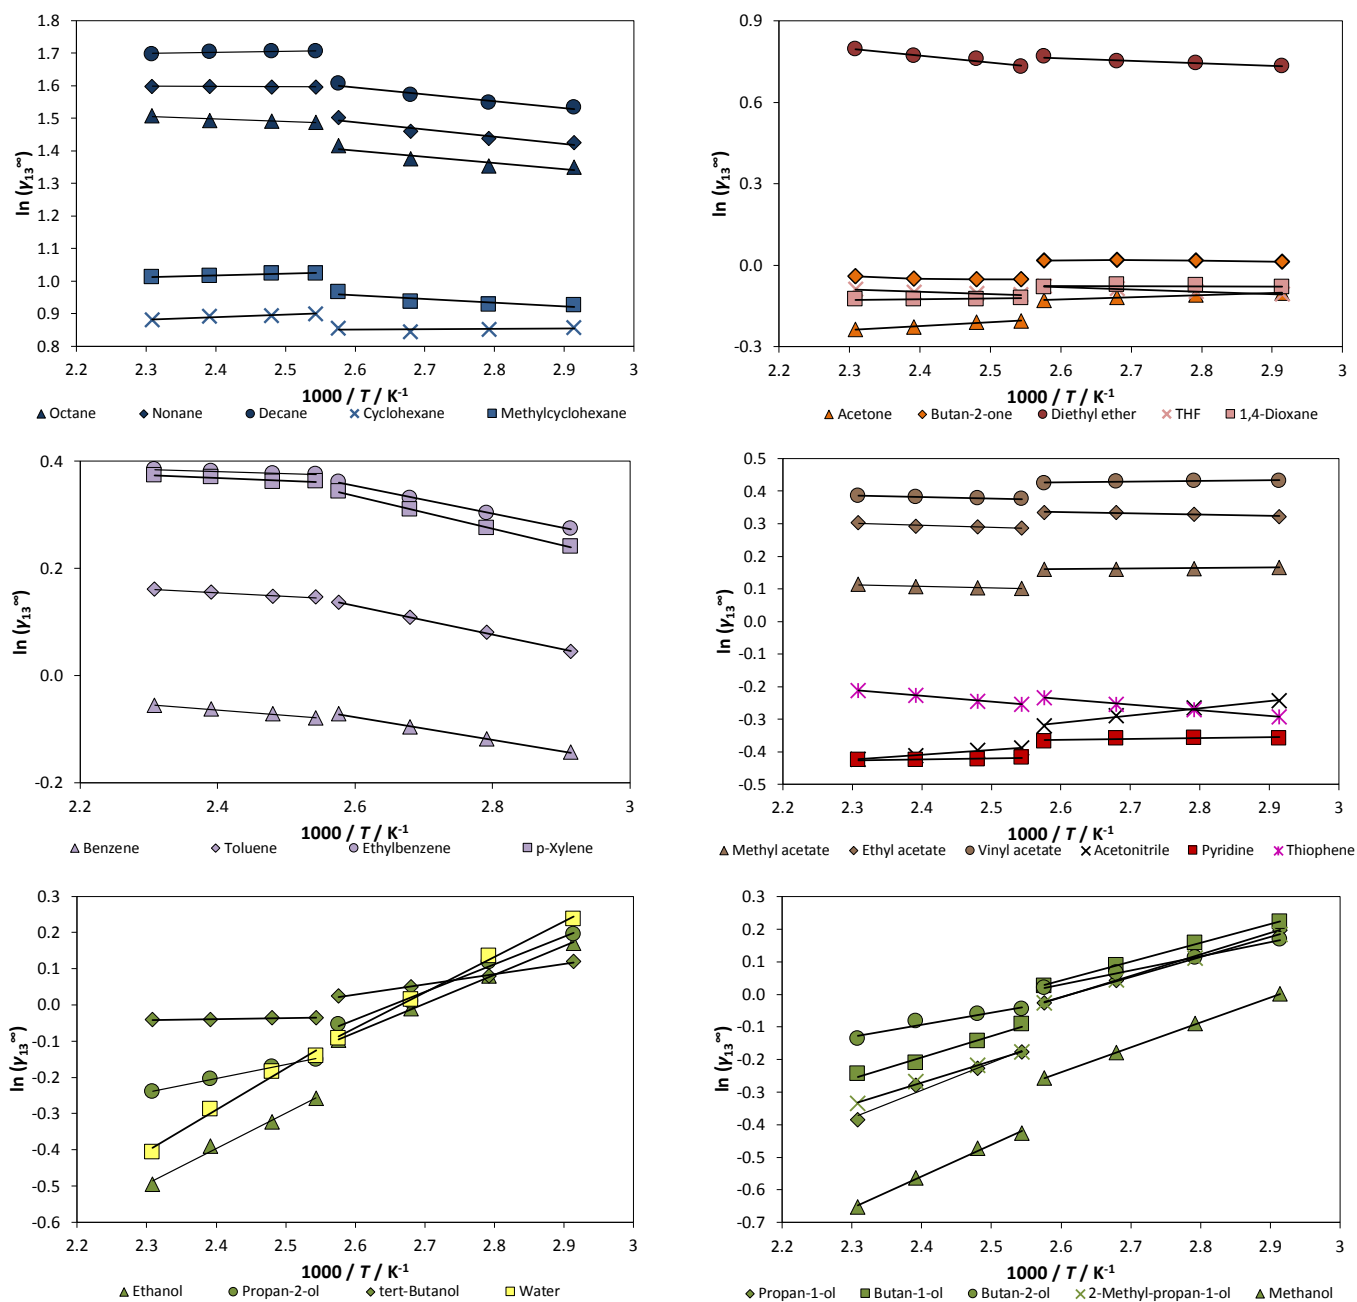 1.8
1.7
1.6
1.5
1.4
1.3
1.2
1.1
1.0
0.9
0.8
ln (γ13∞)
2.2 2.3 2.4 2.5 2.6 2.7 2.8 2.9 3
1000 / T / K-1
Octane Nonane Decane Cyclohexane Methylcyclohexane
0.9
0.6
0.3
0.0
-0.3
ln (γ13∞)
2.2 2.3 2.4 2.5 2.6 2.7 2.8 2.9 3
1000 / T / K-1
Acetone Butan-2-one Diethyl ether THF 1,4-Dioxane
0.4
0.2
0.0
-0.2
ln (γ13∞)
2.2 2.4 2.6 2.8 3
1000 / T / K-1
Benzene Toluene Ethylbenzene p-Xylene
0.5
0.4
0.3
0.2
0.1
0.0
-0.1
-0.2
-0.3
-0.4
-0.5
ln (γ13∞)
2.2 2.3 2.4 2.5 2.6 2.7 2.8 2.9 3
1000 / T / K-1
Methyl acetate Ethyl acetate Vinyl acetate Acetonitrile Pyridine Thiophene
0.3
0.2
0.1
0.0
-0.1
-0.2
-0.3
-0.4
-0.5
-0.6
ln (γ13∞)
2.2 2.3 2.4 2.5 2.6 2.7 2.8 2.9 3
1000 / T / K-1
Ethanol Propan-2-ol tert-Butanol Water
0.3
0.2
0.1
0.0
-0.1
-0.2
-0.3
-0.4
-0.5
-0.6
-0.7
ln (γ13∞)
2.2 2.3 2.4 2.5 2.6 2.7 2.8 2.9 3
1000 / T / K-1
Propan-1-ol Butan-1-ol Butan-2-ol 2-Methyl-propan-1-ol Methanol